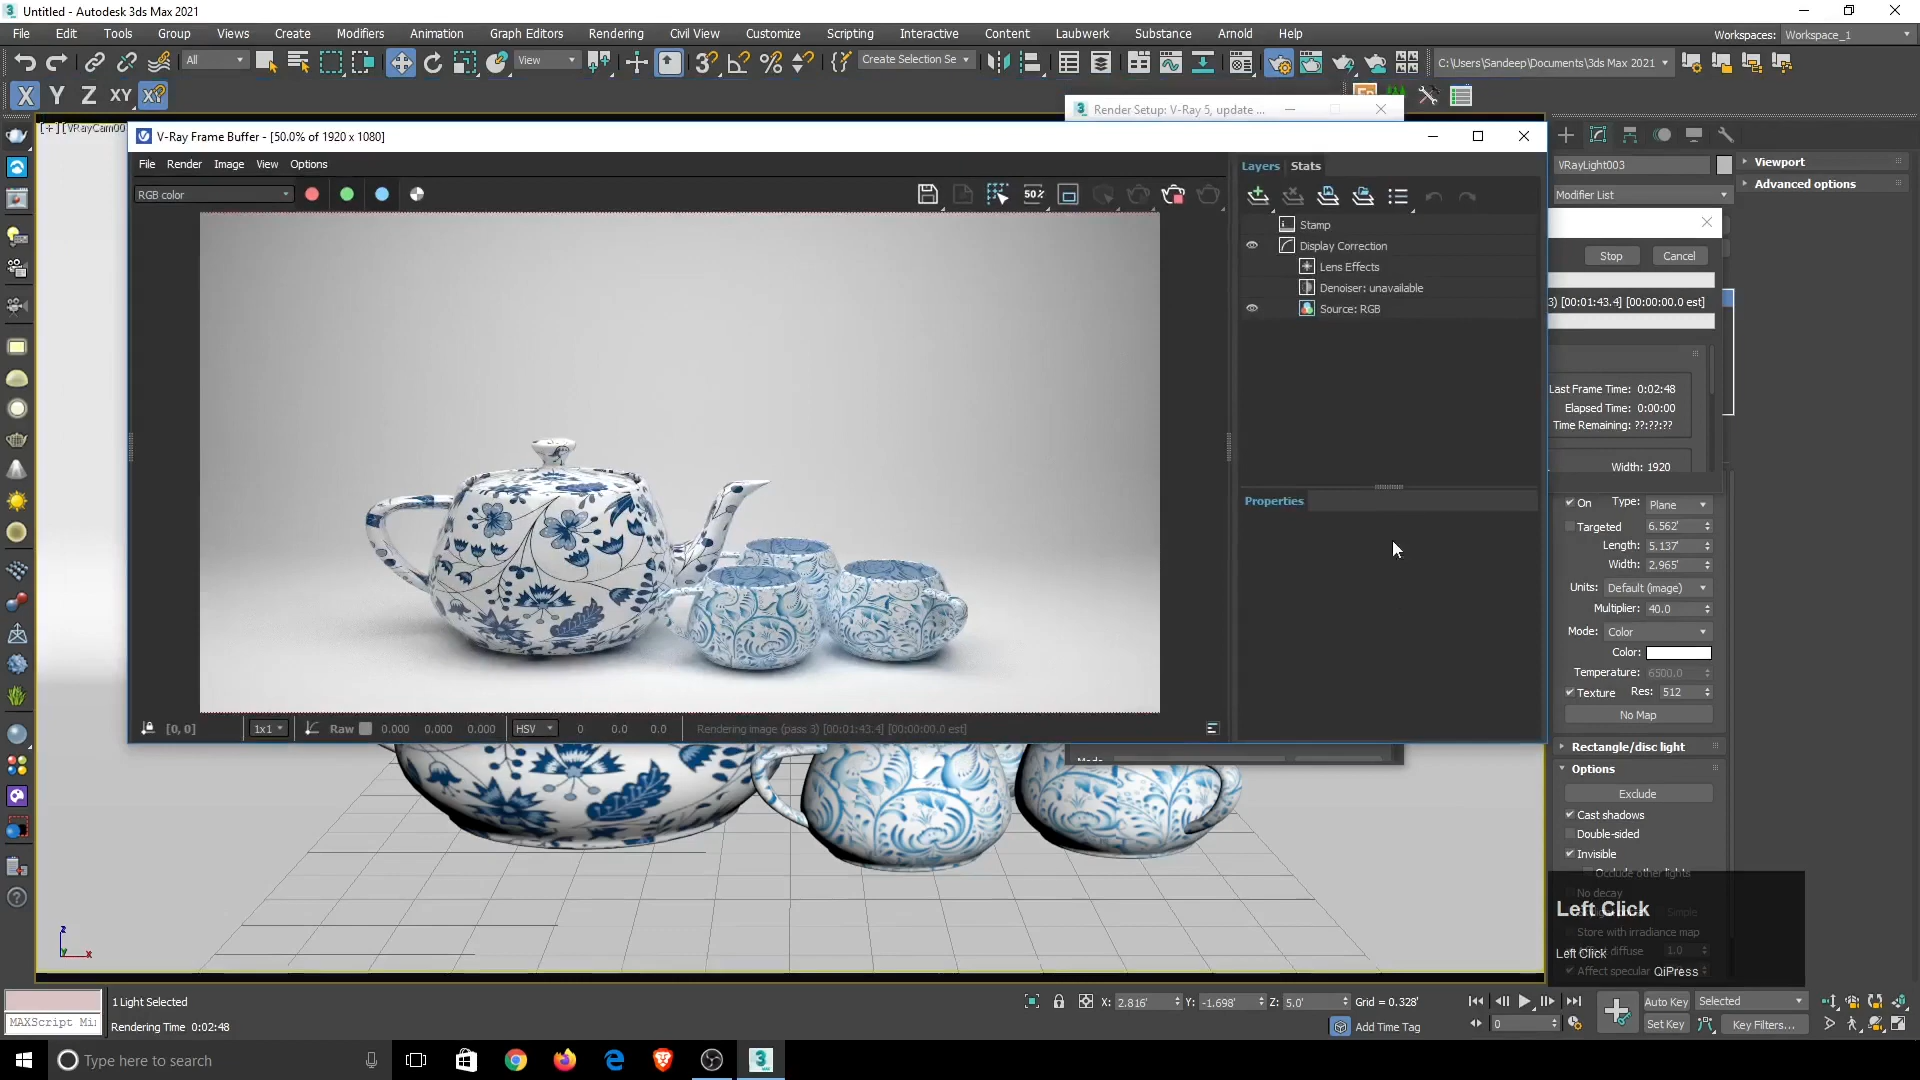 Untitled - Autodesk 3ds Max 2021
File Edit Tools Group Views Create Modifiers Animation Graph Editors Rendering Civil View Customize Scripting Interactive Content Laubwerk Substance Arnold Help
Workspaces: Workspace_1
All
View
Create Selection Se
C:\Users\Sandeep\Documents\3ds Max 2021
X Y Z XY
Render Setup: V-Ray 5, update ...
[+] [VRayCam00
V-Ray Frame Buffer - [50.0% of 1920 x 1080]
File Render Image View Options
RGB color
50%
Layers Stats
Stamp
Display Correction
Lens Effects
Denoiser: unavailable
Source: RGB
Properties
[0, 0]
1x1
Raw
0.000 0.000 0.000
HSV
0 0.0 0.0
Rendering image (pass 3) [00:01:43.4] [00:00:00.0 est]
VRayLight003
Modifier List
Viewport
Advanced options
Stop Cancel
3) [00:01:43.4] [00:00:00.0 est]
Last Frame Time: 0:02:48
Elapsed Time: 0:00:00
Time Remaining: ??:??:??
Width: 1920
On Type: Plane
Targeted 6.562'
Length: 5.137'
Width: 2.965'
Units: Default (image)
Multiplier: 40.0
Mode: Color
Color:
Temperature: 6500.0
Texture Res: 512
No Map
Rectangle/disc light
Options
Exclude
Cast shadows
Double-sided
Invisible
Occlude other lights
No decay
Left Click
Simple
Store with irradiance map
Left Click
diffuse 1.0
Affect specular
QiPress
1 Light Selected
MAXScript Mi
Rendering Time 0:02:48
X: 2.816' Y: -1.698' Z: 5.0' Grid = 0.328'
Add Time Tag
0
Auto Key Selected
Set Key Key Filters...
Type here to search